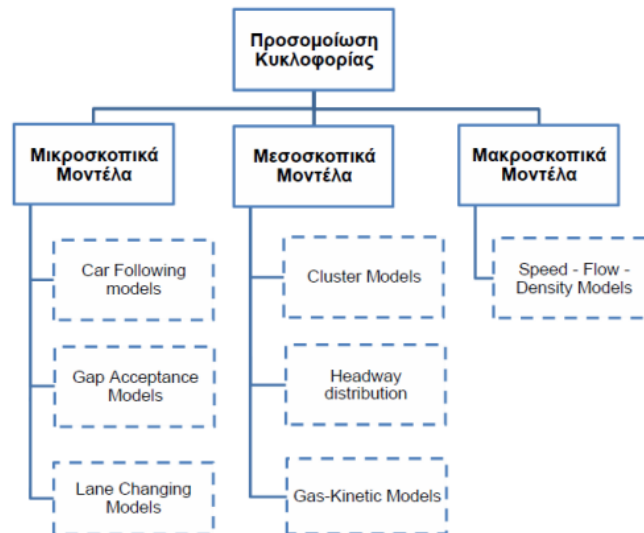 Προσομοίωση
Κυκλοφορίας
Μικροσκοπικά
Μοντέλα
Μεσοσκοπικά
Μοντέλα
Μακροσκοπικά
Μοντέλα
Car Following
models
Cluster Models
Speed - Flow -
Density Models
Gap Acceptance
Models
Headway
distribution
Lane Changing
Models
Gas-Kinetic Models